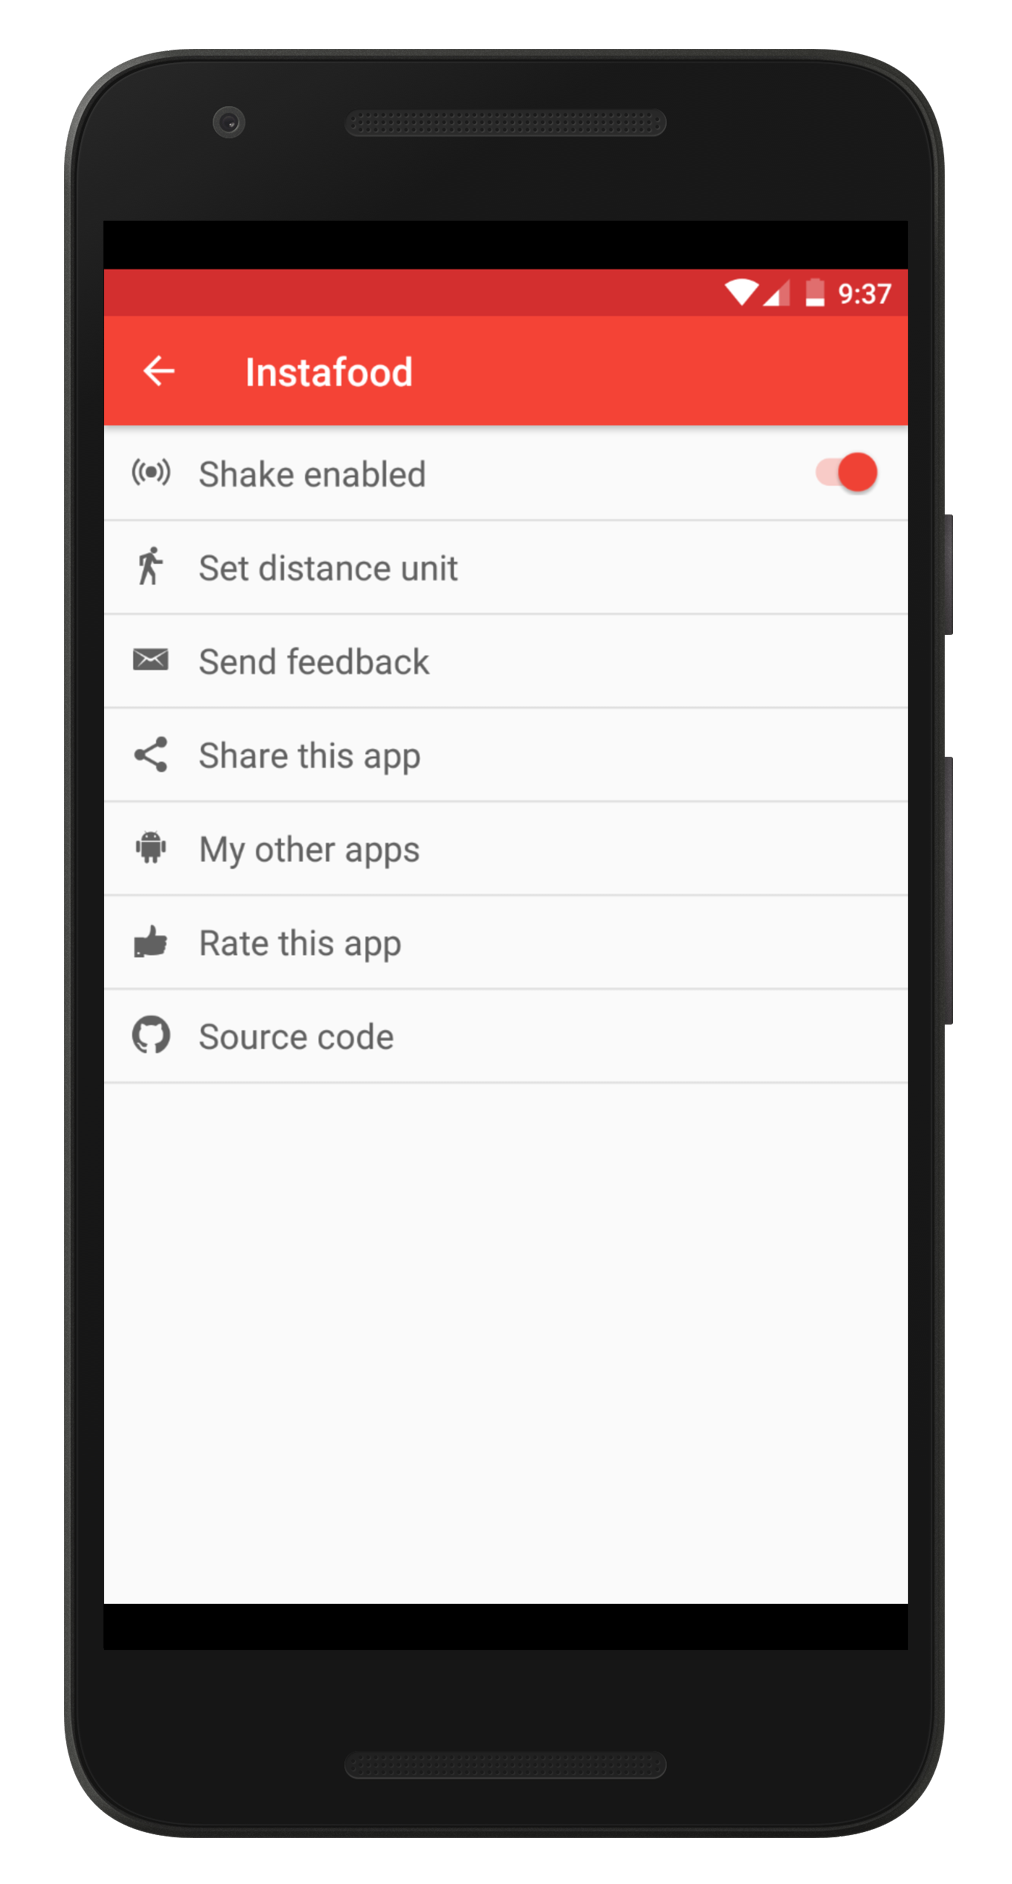 9:37
Instafood
Shake enabled
Set distance unit
Send feedback
Share this app
My other apps
Rate this app
Source code